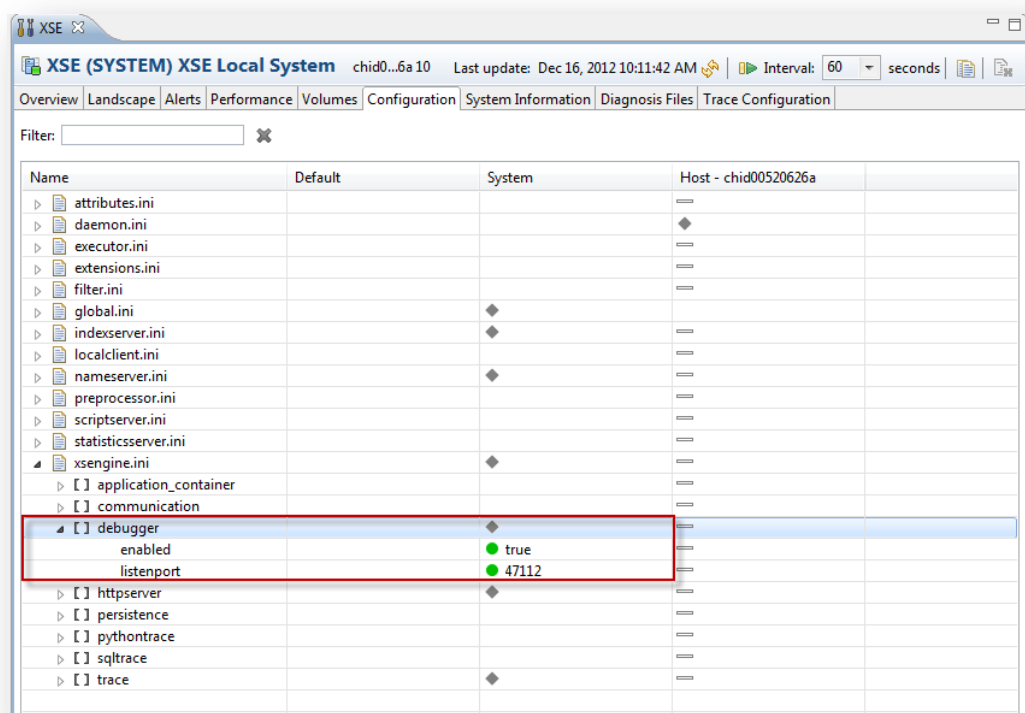 XSE
XSE (SYSTEM) XSE Local System chid0...6a 10 Last update: Dec 16, 2012 10:11:42 AM Interval: 60 seconds
Overview Landscape Alerts Performance Volumes Configuration System Information Diagnosis Files Trace Configuration
Filter:
Name Default System Host - chid00520626a
attributes.ini
daemon.ini
executor.ini
extensions.ini
filter.ini
global.ini
indexserver.ini
localclient.ini
nameserver.ini
preprocessor.ini
scriptserver.ini
statisticsserver.ini
xsengine.ini
[ ] application_container
[ ] communication
[ ] debugger
enabled true
listenport 47112
[ ] httpserver
[ ] persistence
[ ] pythontrace
[ ] sqltrace
[ ] trace